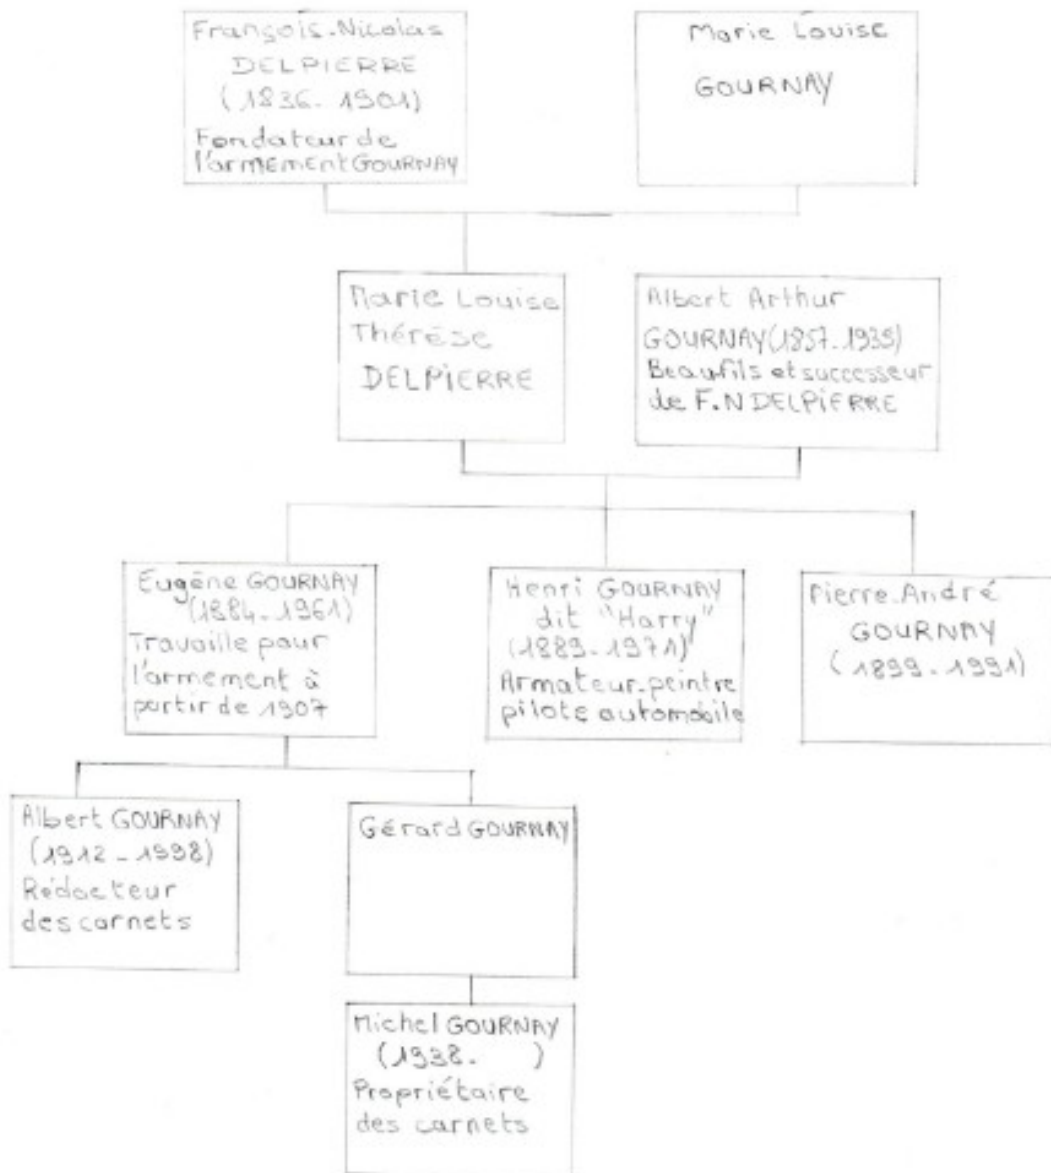 François-Nicolas
DELPIERRE
(1836-1901)
Fondateur de
l'armement GOURNAY
Marie Louise
GOURNAY
Marie Louise
Thérèse
DELPIERRE
Albert Arthur
GOURNAY (1857-1935)
Beau-fils et successeur
de F.N DELPIERRE
Eugène GOURNAY
(1884-1961)
Travaille pour
l'armement à
partir de 1907
Henri GOURNAY
dit "Harry"
(1889-1971)
Armateur-peintre
pilote automobile
Pierre-André
GOURNAY
(1899-1991)
Albert GOURNAY
(1912-1998)
Rédacteur
des carnets
Gérard GOURNAY
Michel GOURNAY
(1938- )
Propriétaire
des carnets